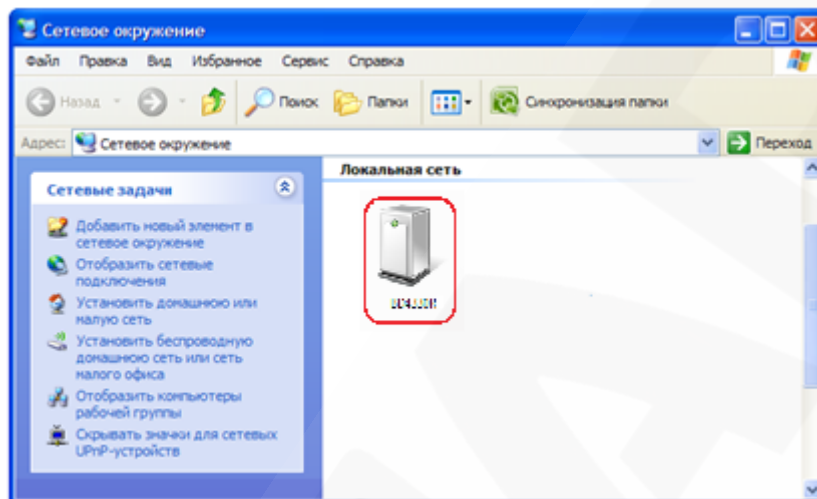 Сетевое окружение
Файл Правка Вид Избранное Сервис Справка
Назад Поиск Папки Синхронизация папки
Адрес: Сетевое окружение Переход
Сетевые задачи
Добавить новый элемент в
сетевое окружение
Отобразить сетевые
подключения
Установить домашнюю или
малую сеть
Установить беспроводную
домашнюю сеть или сеть
малого офиса
Отобразить компьютеры
рабочей группы
Скрывать значки для сетевых
UPnP-устройств
Локальная сеть